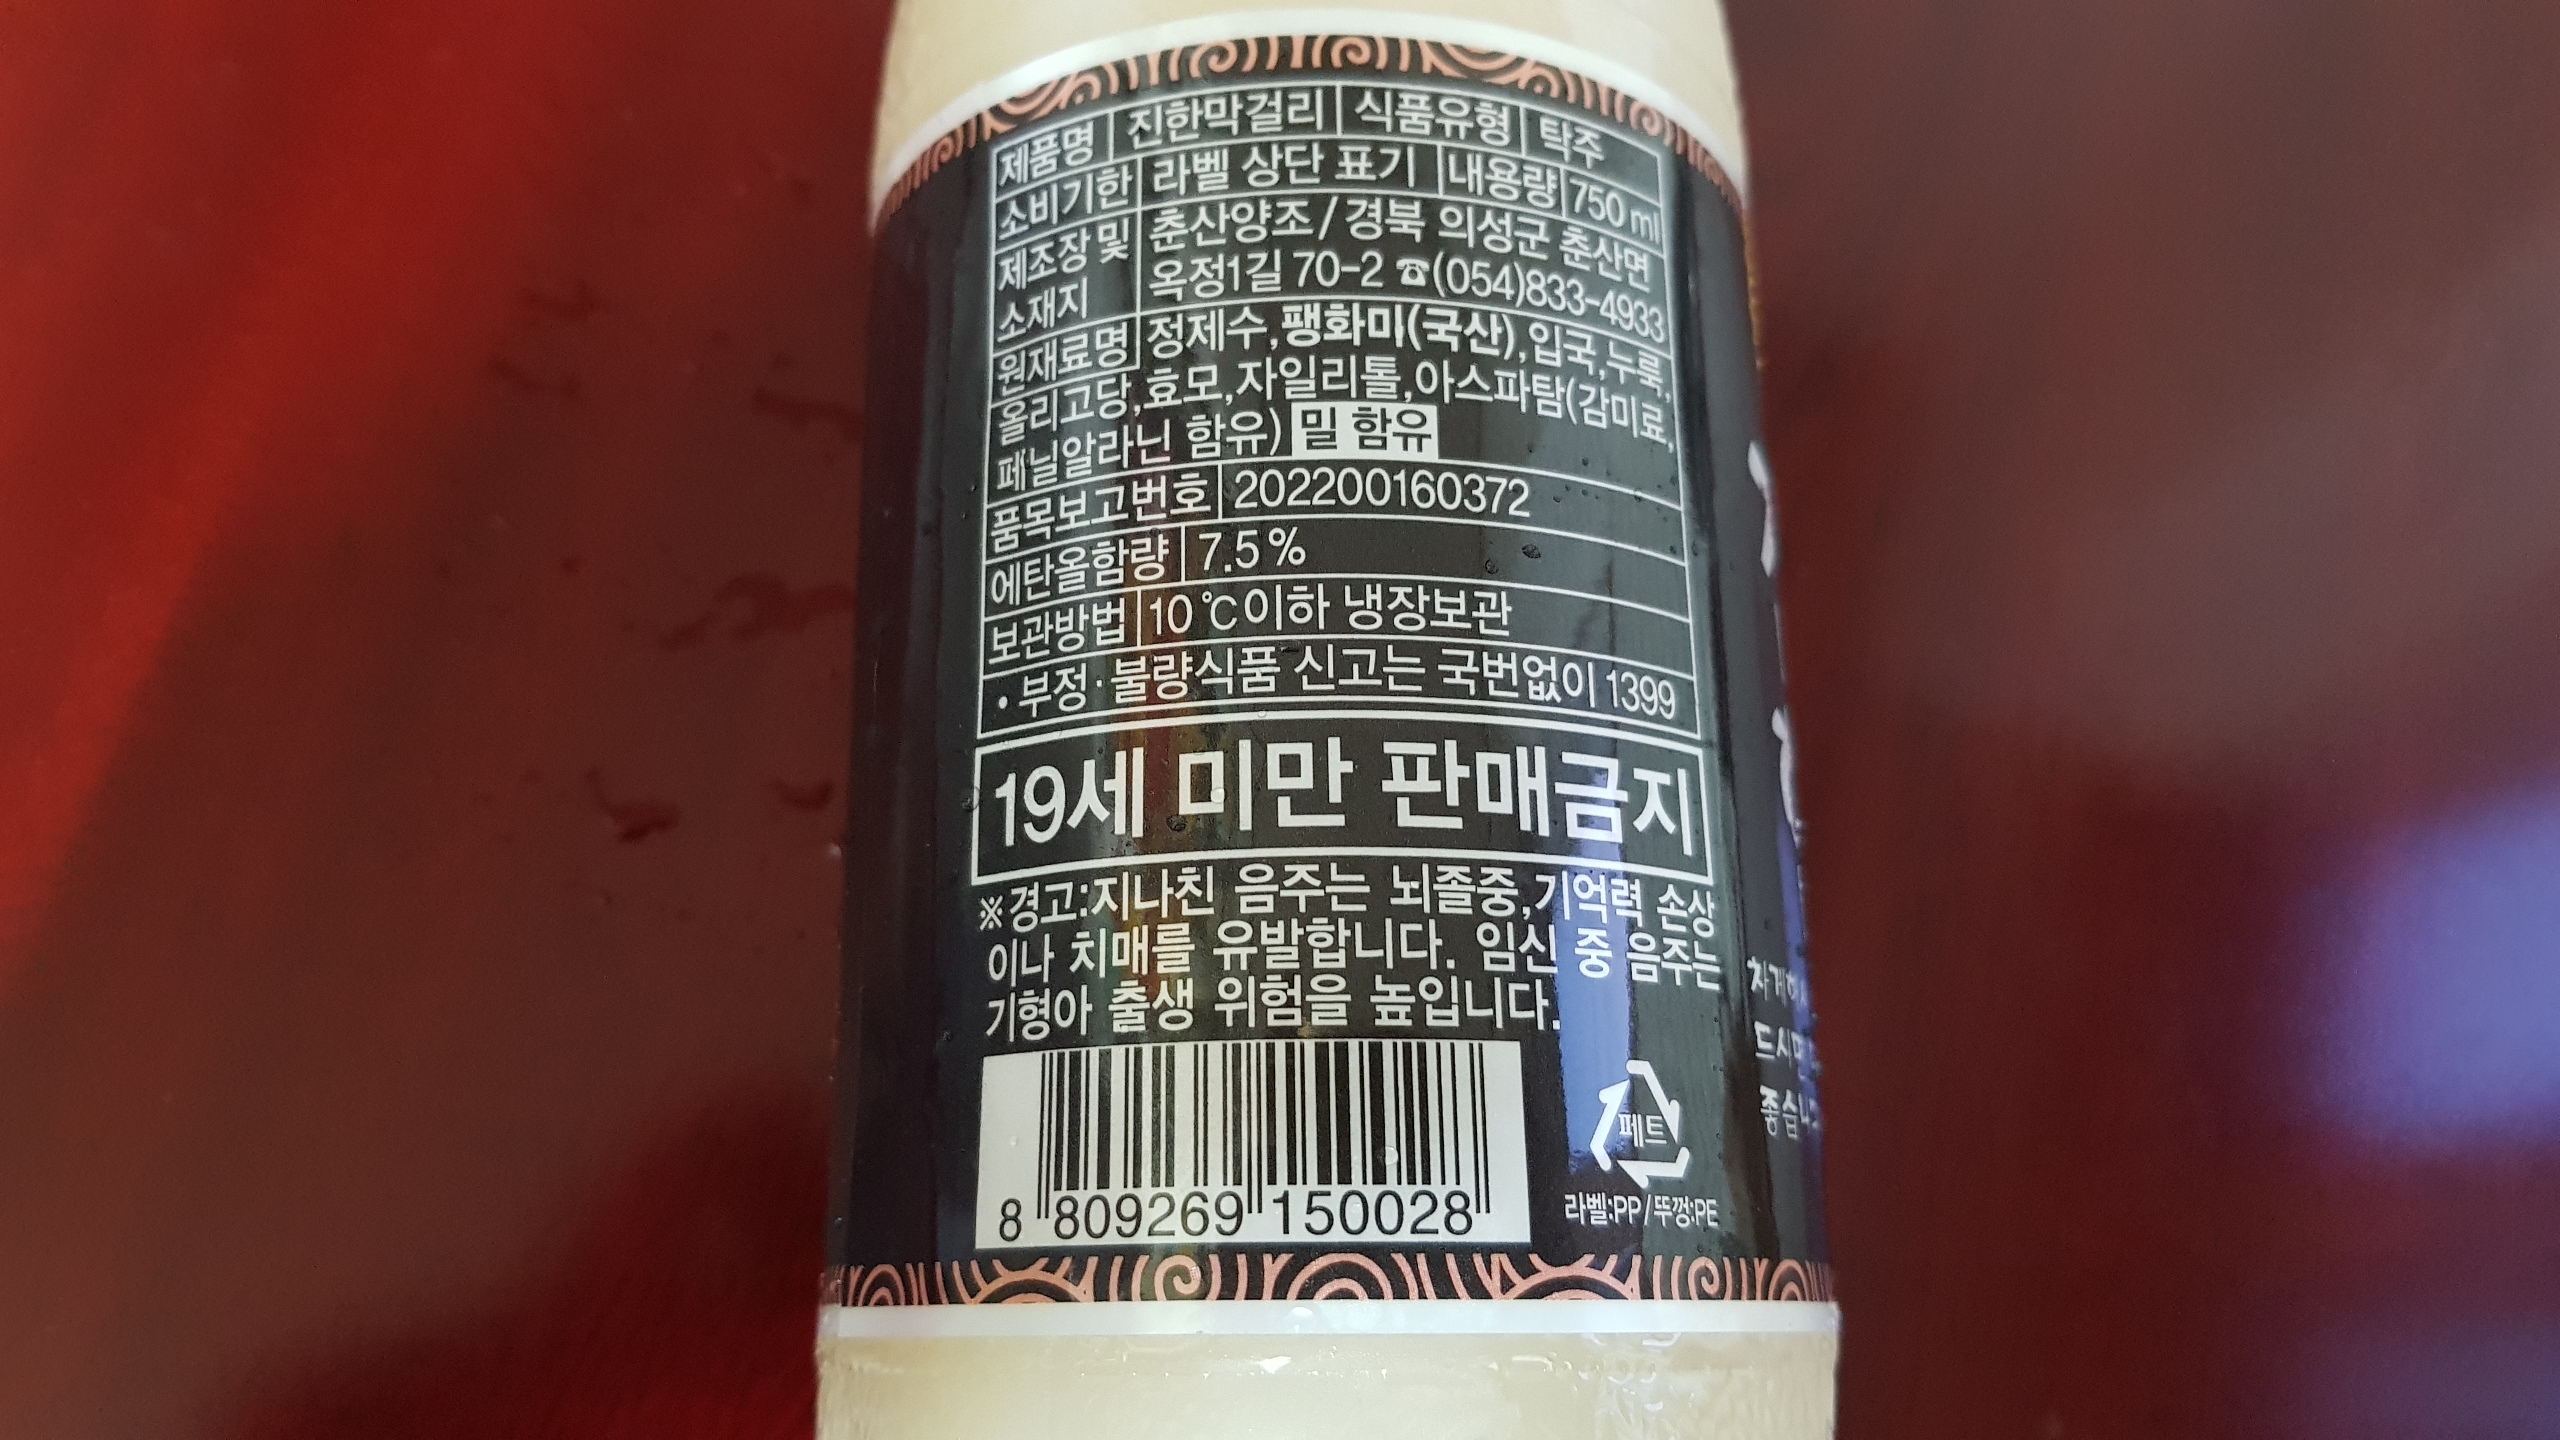 제품명 진한막걸리 식품유형 탁주
소비기한 라벨 상단 표기 내용량 750 ml
제조장 및 소재지 춘산양조/경북 의성군 춘산면
옥정1길 70-2 ☎(054)833-4933
원재료명 정제수,팽화미(국산),입국,누룩,
올리고당,효모,자일리톨,아스파탐(감미료,
페닐알라닌 함유) 밀 함유
품목보고번호 202200160372
에탄올함량 7.5%
보관방법 10℃이하 냉장보관
• 부정·불량식품 신고는 국번없이 1399
19세 미만 판매금지
※경고:지나친 음주는 뇌졸중,기억력 손상
이나 치매를 유발합니다. 임신 중 음주는
기형아 출생 위험을 높입니다.
페트
라벨:PP/뚜껑:PE
8 809269 150028